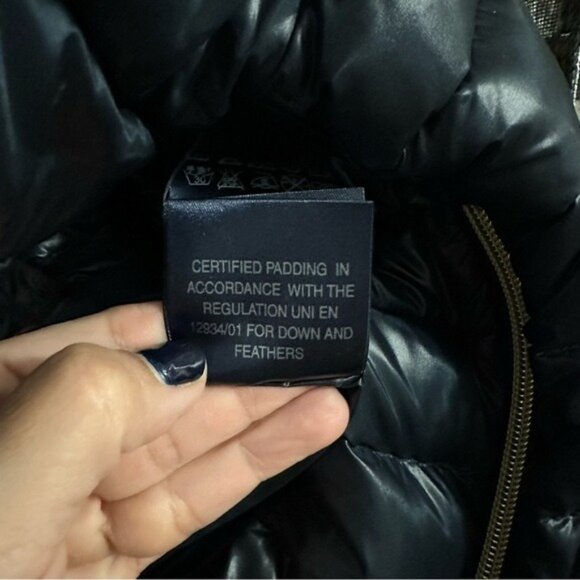 CERTIFIED PADDING IN
ACCORDANCE WITH THE
REGULATION UNI EN
12934/01 FOR DOWN AND
FEATHERS